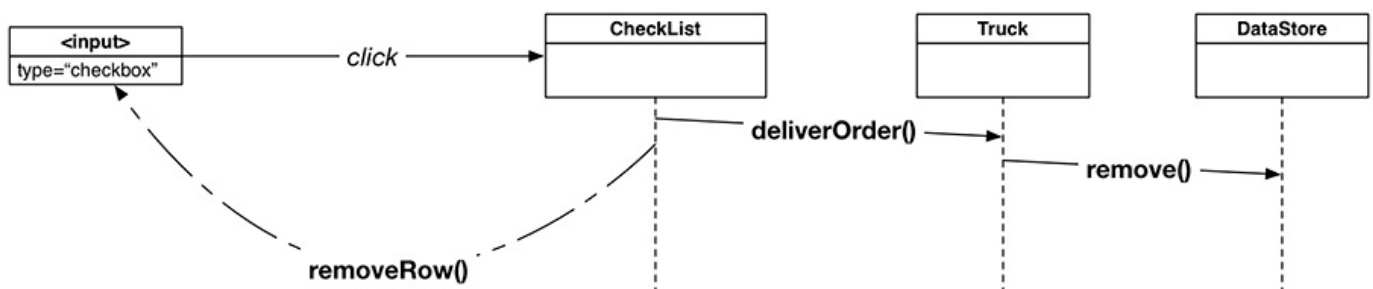 <input>
type="checkbox"
click
CheckList
Truck
DataStore
deliverOrder()
remove()
removeRow()